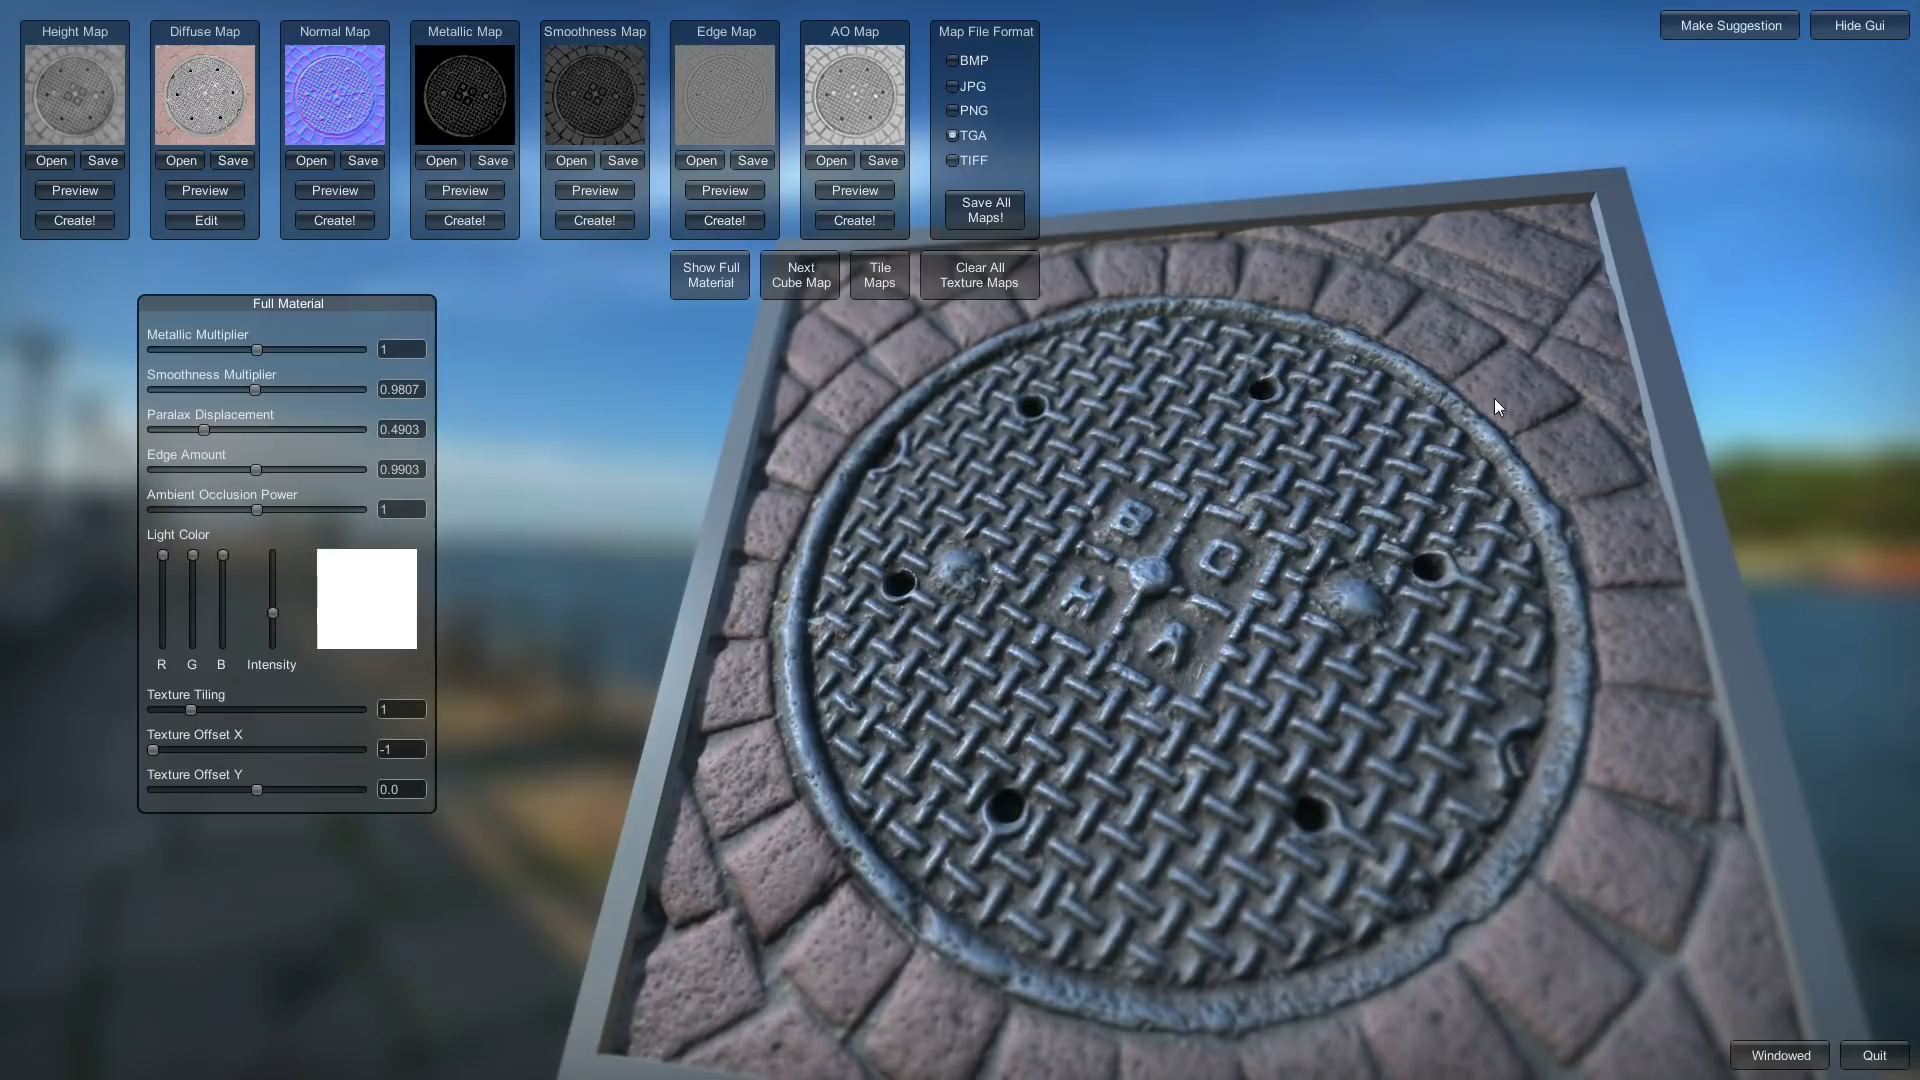 Height Map
Diffuse Map
Normal Map
Metallic Map
Smoothness Map
Edge Map
AO Map
Map File Format
Make Suggestion
Hide Gui
BMP
JPG
PNG
TGA
TIFF
Open Save
Open Save
Open Save
Open Save
Open Save
Open Save
Open Save
Preview
Preview
Preview
Preview
Preview
Preview
Preview
Create!
Edit
Create!
Create!
Create!
Create!
Create!
Save All
Maps!
Show Full
Material
Next
Cube Map
Tile
Maps
Clear All
Texture Maps
Full Material
Metallic Multiplier
1
Smoothness Multiplier
0.9807
Paralax Displacement
0.4903
Edge Amount
0.9903
Ambient Occlusion Power
1
Light Color
R G B Intensity
Texture Tiling
1
Texture Offset X
-1
Texture Offset Y
0.0
B
O
H
A
Windowed
Quit